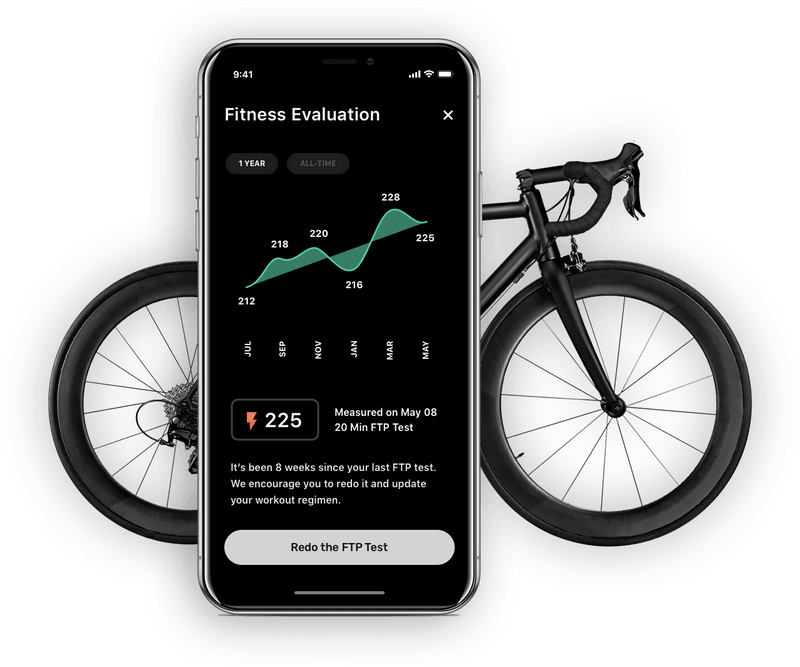 9:41
Fitness Evaluation
1 YEAR
ALL-TIME
228
220
218
225
216
212
JUL
SEP
NOV
JAN
MAR
MAY
225
Measured on May 08
20 Min FTP Test
It's been 8 weeks since your last FTP test.
We encourage you to redo it and update
your workout regimen.
Redo the FTP Test